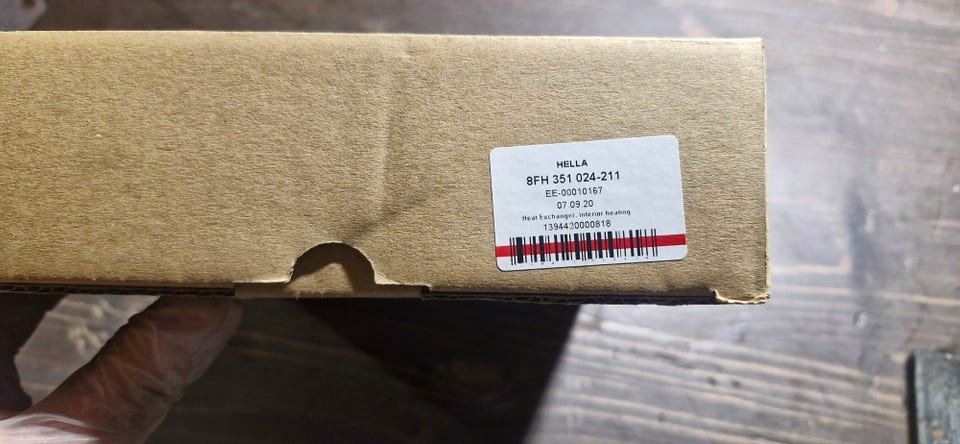 HELLA
8FH 351 024-211
EE-00010167
07.09.20
Heat Exchanger, interior heating
1394420000818